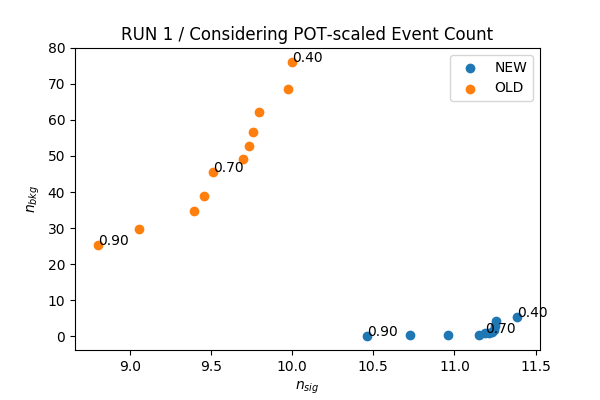 RUN 1 / Considering POT-scaled Event Count
NEW
OLD
0.40
0.70
0.90
0.40
0.70
0.90
80
70
60
50
40
30
20
10
0
n_bkg
9.0 9.5 10.0 10.5 11.0 11.5
n_sig